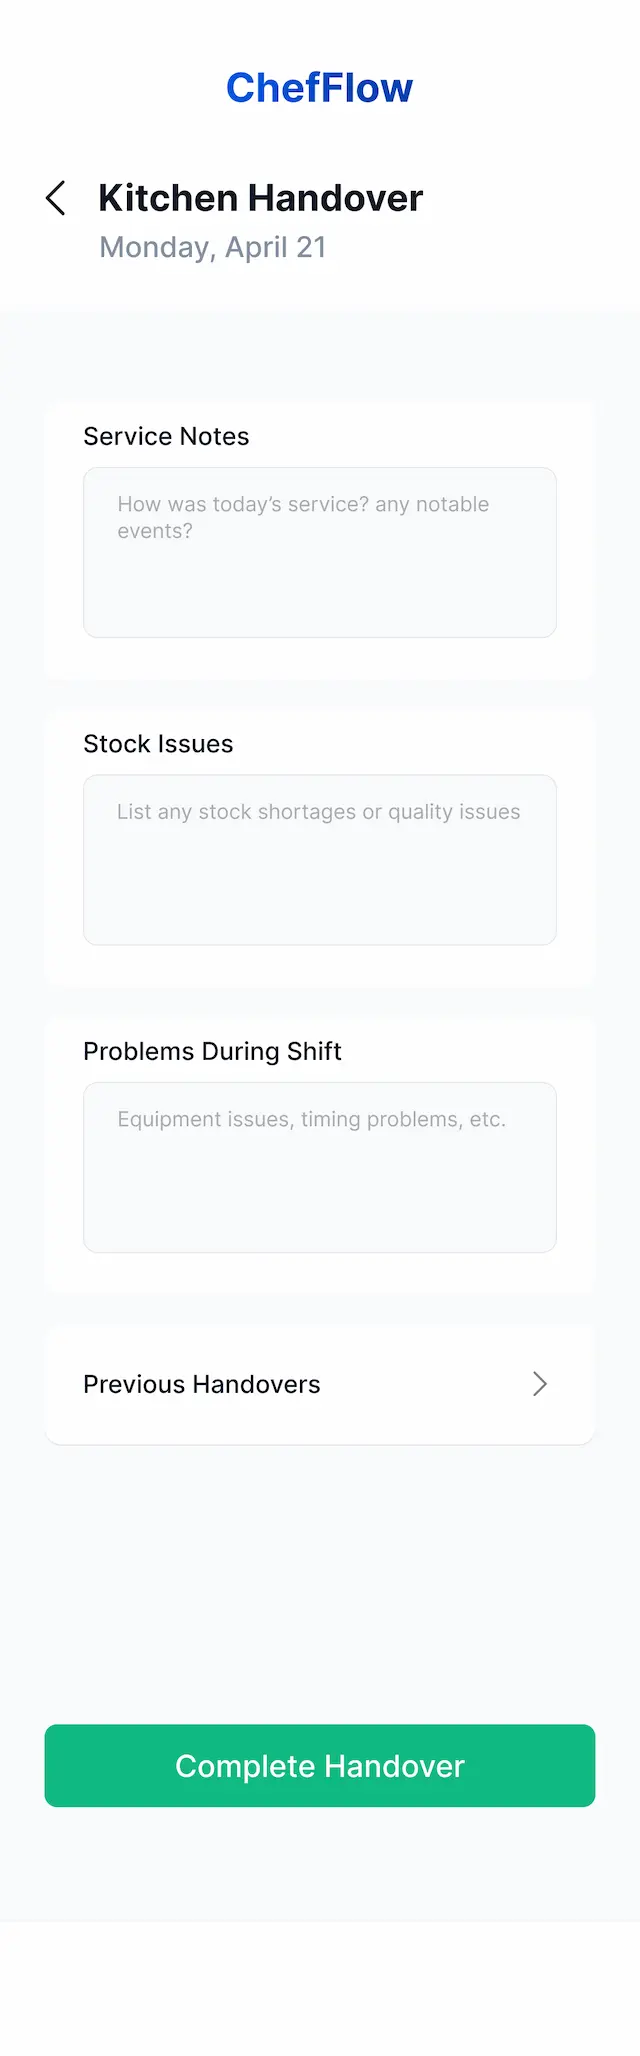 ChefFlow
Kitchen Handover
Monday, April 21
Service Notes
How was today’s service? any notable
events?
Stock Issues
List any stock shortages or quality issues
Problems During Shift
Equipment issues, timing problems, etc.
Previous Handovers
Complete Handover